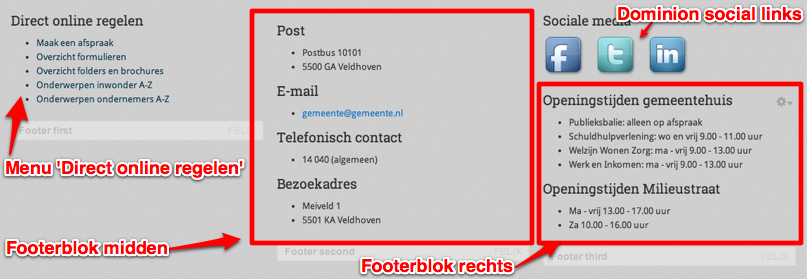 Direct online regelen
Maak een afspraak
Overzicht formulieren
Overzicht folders en brochures
Onderwerpen inwonder A-Z
Onderwerpen ondernemers A-Z
Footer first
FELIX
Menu 'Direct online regelen'
Post
Postbus 10101
5500 GA Veldhoven
E-mail
gemeente@gemeente.nl
Telefonisch contact
14 040 (algemeen)
Bezoekadres
Meiveld 1
5501 KA Veldhoven
Footerblok midden
Footer second
FELIX
Sociale media
Dominion social links
f
t
in
Openingstijden gemeentehuis
Publieksbalie: alleen op afspraak
Schuldhulpverlening: wo en vrij 9.00 - 11.00 uur
Welzijn Wonen Zorg: ma - vrij 9.00 - 13.00 uur
Werk en Inkomen: ma - vrij 9.00 - 13.00 uur
Openingstijden Milieustraat
Ma - vrij 13.00 - 17.00 uur
Za 10.00 - 16.00 uur
Footerblok rechts
Footer third
FELIX